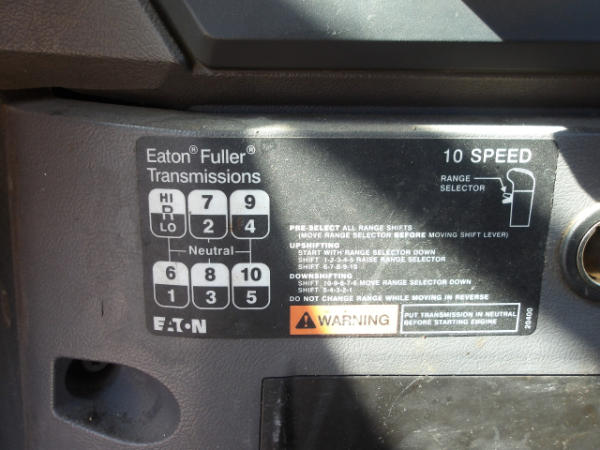 Eaton® Fuller®
Transmissions
10 SPEED
RANGE
SELECTOR
HI
R
LO
7
2
9
4
Neutral
6
1
8
3
10
5
PRE-SELECT ALL RANGE SHIFTS
(MOVE RANGE SELECTOR BEFORE MOVING SHIFT LEVER)
UPSHIFTING
START WITH RANGE SELECTOR DOWN
SHIFT 1-2-3-4-5 RAISE RANGE SELECTOR
SHIFT 6-7-8-9-10
DOWNSHIFTING
SHIFT 10-9-8-7-6 MOVE RANGE SELECTOR DOWN
SHIFT 5-4-3-2-1
DO NOT CHANGE RANGE WHILE MOVING IN REVERSE
WARNING
PUT TRANSMISSION IN NEUTRAL
BEFORE STARTING ENGINE
EATON